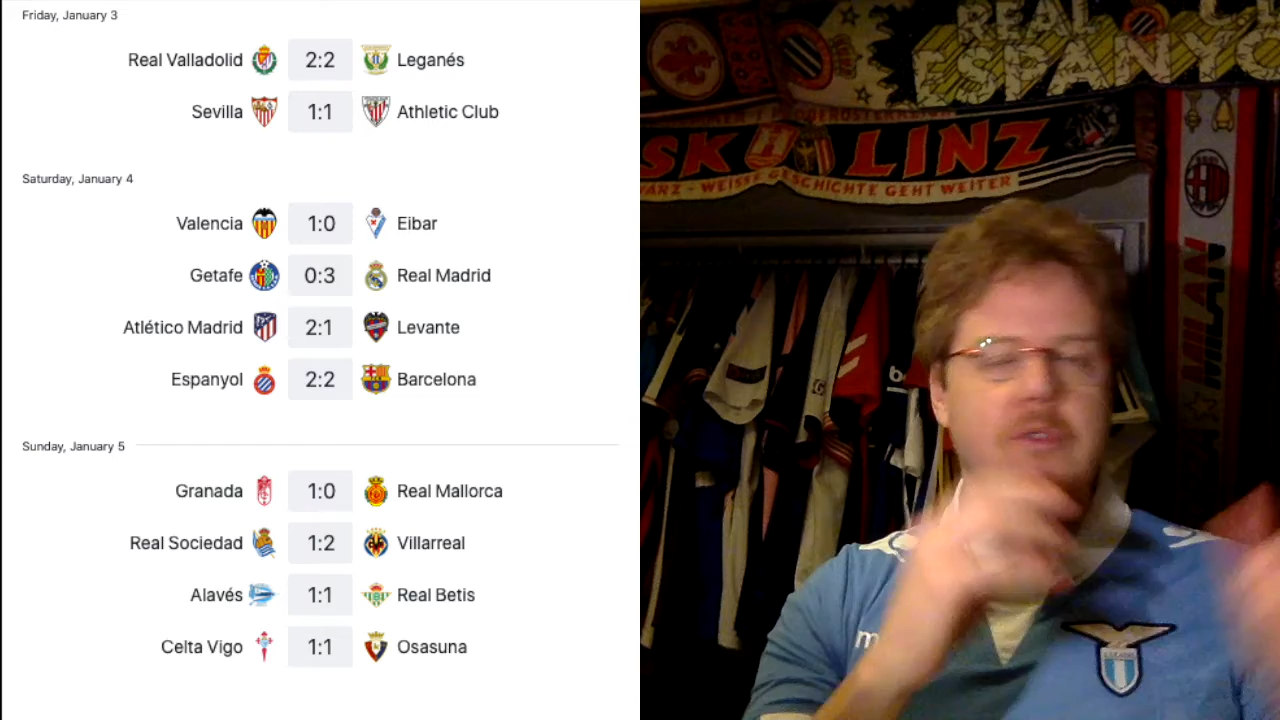 Friday, January 3
Real Valladolid 2:2 Leganés
Sevilla 1:1 Athletic Club
Saturday, January 4
Valencia 1:0 Eibar
Getafe 0:3 Real Madrid
Atlético Madrid 2:1 Levante
Espanyol 2:2 Barcelona
Sunday, January 5
Granada 1:0 Real Mallorca
Real Sociedad 1:2 Villarreal
Alavés 1:1 Real Betis
Celta Vigo 1:1 Osasuna
REAL
ESPANYO
SK LINZ
ARZ - WEISSE GESCHICHTE GEHT WEITER
MILAN